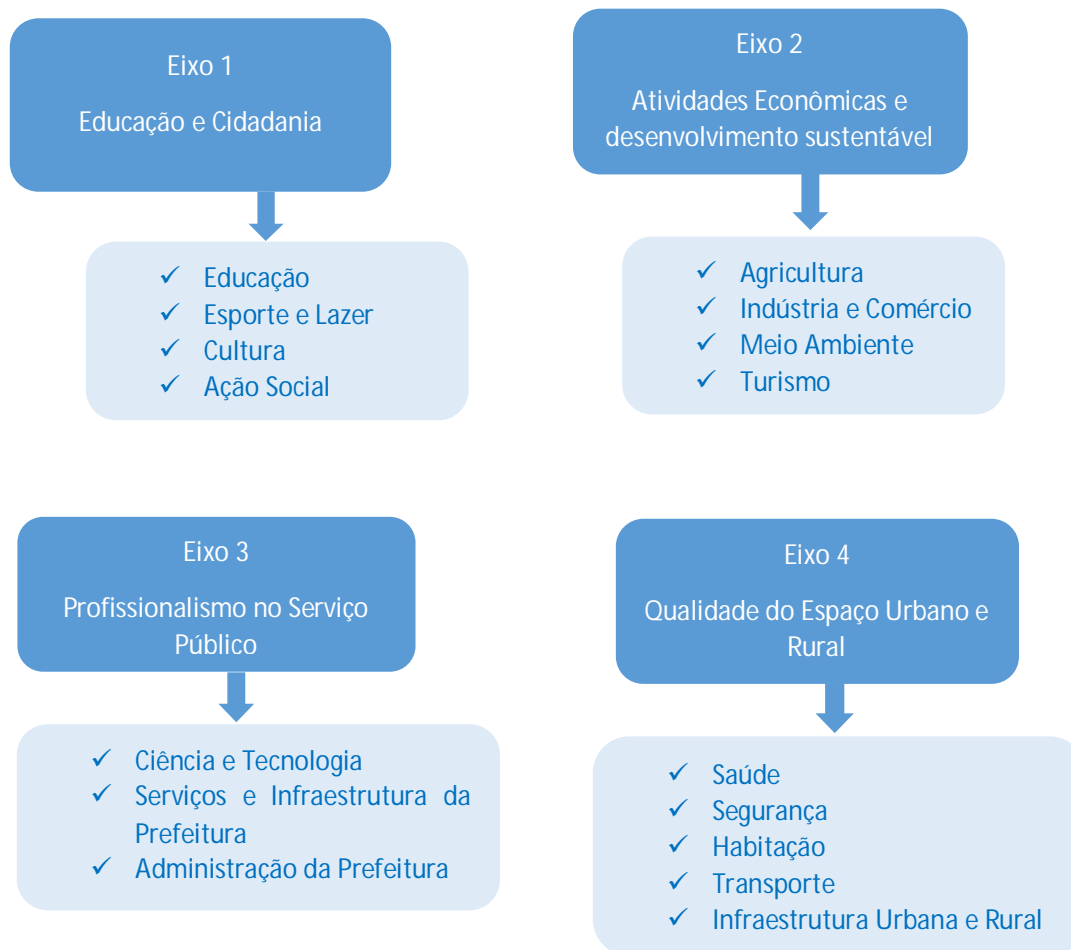 Eixo 1
Educação e Cidadania
✓ Educação
✓ Esporte e Lazer
✓ Cultura
✓ Ação Social
Eixo 2
Atividades Econômicas e
desenvolvimento sustentável
✓ Agricultura
✓ Indústria e Comércio
✓ Meio Ambiente
✓ Turismo
Eixo 3
Profissionalismo no Serviço
Público
✓ Ciência e Tecnologia
✓ Serviços e Infraestrutura da
Prefeitura
✓ Administração da Prefeitura
Eixo 4
Qualidade do Espaço Urbano e
Rural
✓ Saúde
✓ Segurança
✓ Habitação
✓ Transporte
✓ Infraestrutura Urbana e Rural